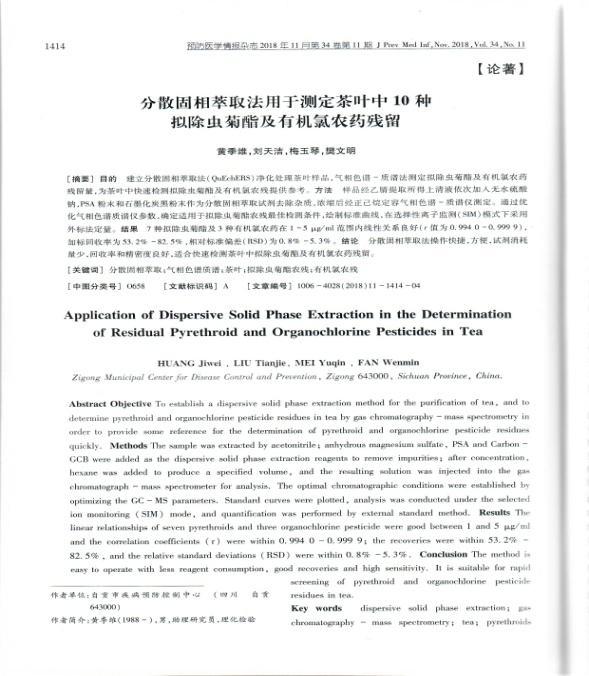 1414
预防医学情报杂志 2018 年 11 月第 34 卷第 11 期 J Prev Med Inf, Nov. 2018, Vol. 34, No. 11
【论著】
分散固相萃取法用于测定茶叶中 10 种
拟除虫菊酯及有机氯农药残留
黄季维,刘天洁,梅玉琴,樊文明
[摘要] 目的 建立分散固相萃取法(QuEchERS)净化处理茶叶样品,气相色谱-质谱法测定拟除虫菊酯及有机氯农药
残留量,为茶叶中快速检测拟除虫菊酯及有机氯农残提供参考。方法 样品经乙腈提取所得上清液依次加入无水硫酸
钠,PSA 粉末和石墨化炭黑粉末作为分散萃取试剂去除杂质,浓缩后经正己烷定容气相色谱-质谱仪测定。通过优
化气相色谱质谱仪参数,确定适用于拟除虫菊酯农残最佳检测条件,绘制标准曲线,在选择性离子监测(SIM)模式下采用
外标法定量。结果 7 种拟除虫菊酯及 3 种有机氯农药在 1-5 μg/ml 范围内线性关系良好(r 值为 0.994 0-0.999 9),
加标回收率为 53.2% -82.5%,相对标准偏差(RSD)为 0.8% -5.3%。结论 分散固相萃取法操作快捷,方便,试剂消耗
量少,回收率和精密度良好,适合快速检测茶叶中拟除虫菊酯及有机氯农药残留。
[关键词] 分散固相萃取;气相色谱质谱;茶叶;拟除虫菊酯农残;有机氯农残
[中图分类号] O658 [文献标识码] A [文章编号] 1006-4028(2018)11-1414-04
Application of Dispersive Solid Phase Extraction in the Determination
of Residual Pyrethroid and Organochlorine Pesticides in Tea
HUANG Jiwei, LIU Tianjie, MEI Yuqin, FAN Wenmin
Zigong Municipal Center for Disease Control and Prevention, Zigong 643000, Sichuan Province, China.
Abstract Objective To establish a dispersive solid phase extraction method for the purification of tea, and to
determine pyrethroid and organochlorine pesticide residues in tea by gas chromatography-mass spectrometry in
order to provide some reference for the determination of pyrethroid and organochlorine pesticide residues
quickly. Methods The sample was extracted by acetonitrile; anhydrous magnesium sulfate, PSA and Carbon-
GCB were added as the dispersive solid phase extraction reagents to remove impurities; after concentration,
hexane was added to produce a specified volume, and the resulting solution was injected into the gas
chromatograph-mass spectrometer for analysis. The optimal chromatographic conditions were established by
optimizing the GC-MS parameters. Standard curves were plotted, analysis was conducted under the selected
ion monitoring (SIM) mode, and quantification was performed by external standard method. Results The
linear relationships of seven pyrethroids and three organochlorine pesticide were good between 1 and 5 μg/ml
and the correlation coefficients (r) were within 0.994 0-0.999 9; the recoveries were within 53.2% -
82.5%, and the relative standard deviations (RSD) were within 0.8% -5.3%. Conclusion The method is
easy to operate with less reagent consumption, good recoveries and high sensitivity. It is suitable for rapid
screening of pyrethroid and organochlorine pesticide
residues in tea.
Key words dispersive solid phase extraction; gas
chromatography-mass spectrometry; tea; pyrethroids
作者单位:自贡市疾病预防控制中心 (四川 自贡
643000)
作者简介:黄季维(1988-),男,助理研究员,理化检验